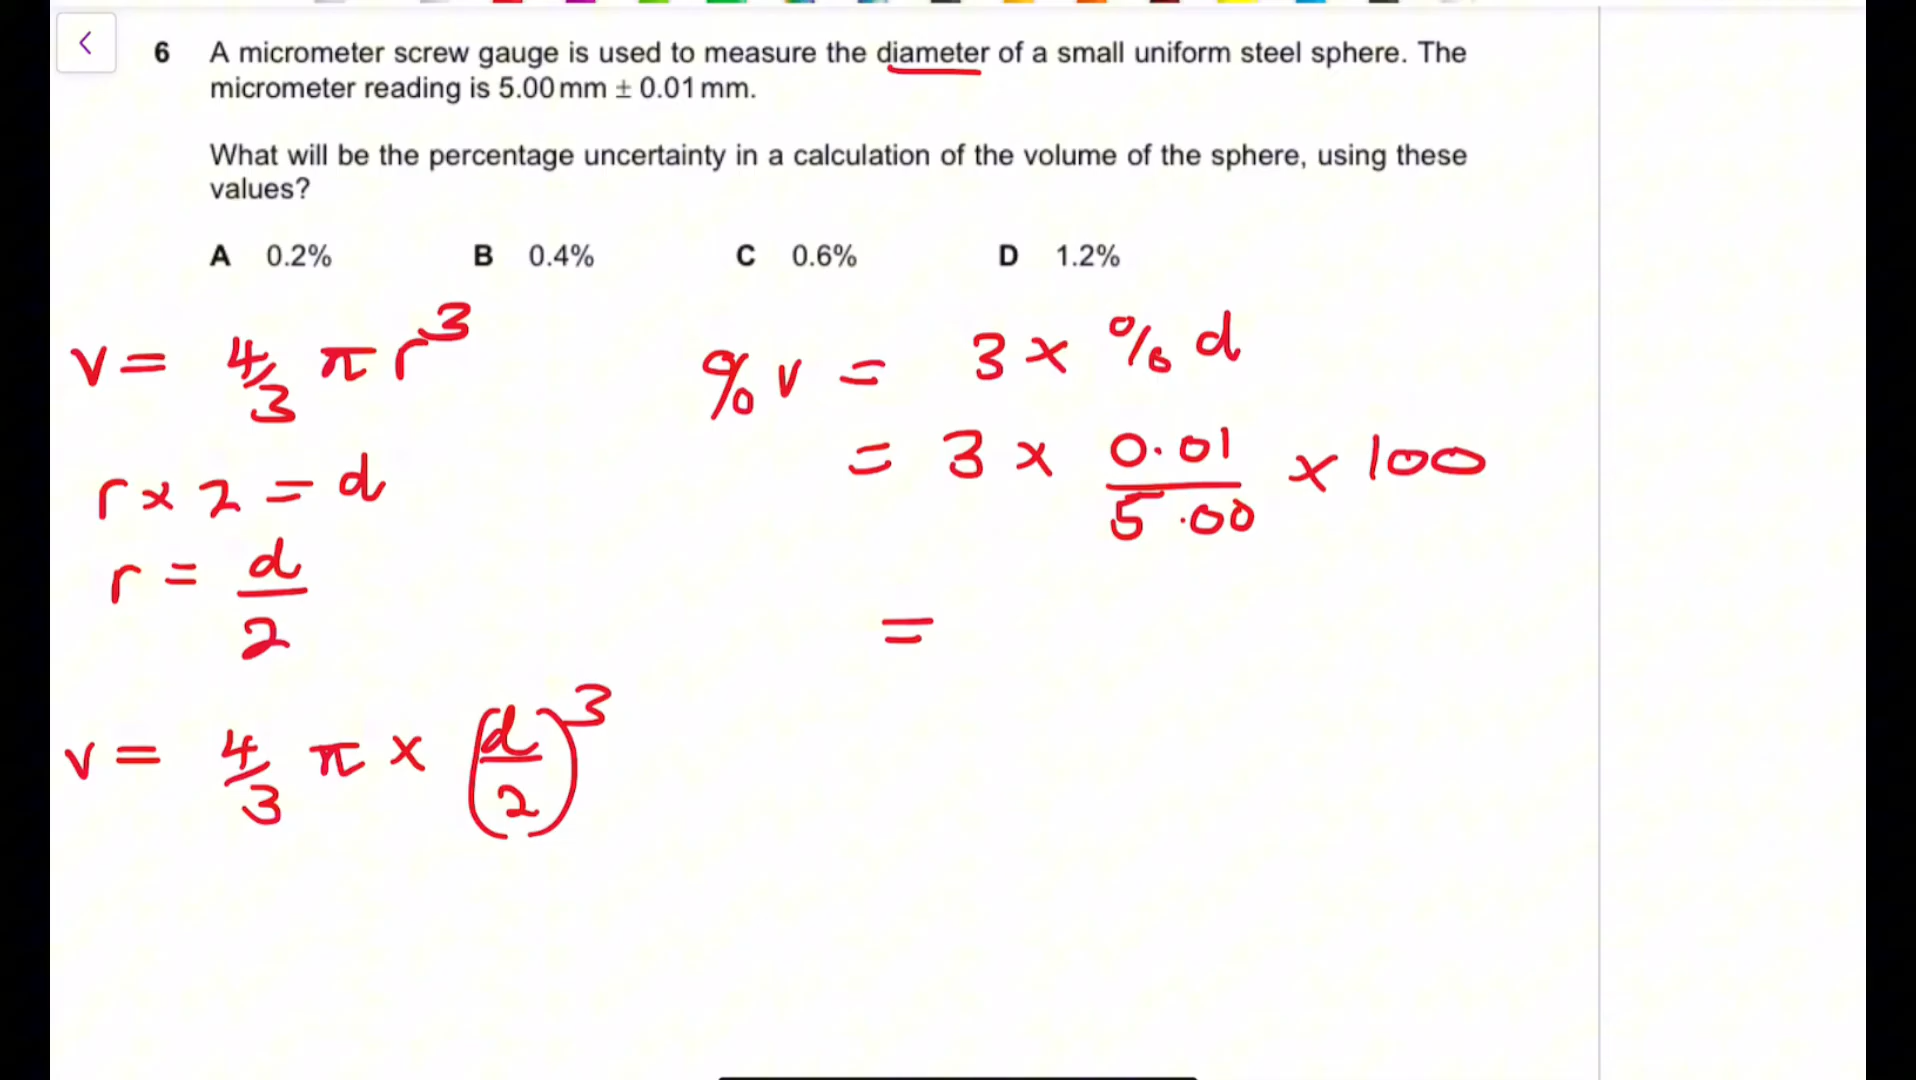 6 A micrometer screw gauge is used to measure the diameter of a small uniform steel sphere. The
micrometer reading is 5.00 mm ± 0.01 mm.
What will be the percentage uncertainty in a calculation of the volume of the sphere, using these
values?
A 0.2% B 0.4% C 0.6% D 1.2%
v = 4/3 π r³
r × 2 = d
r = d/2
v = 4/3 π × (d/2)³
% v = 3 × % d
= 3 × 0.01/5.00 × 100
=